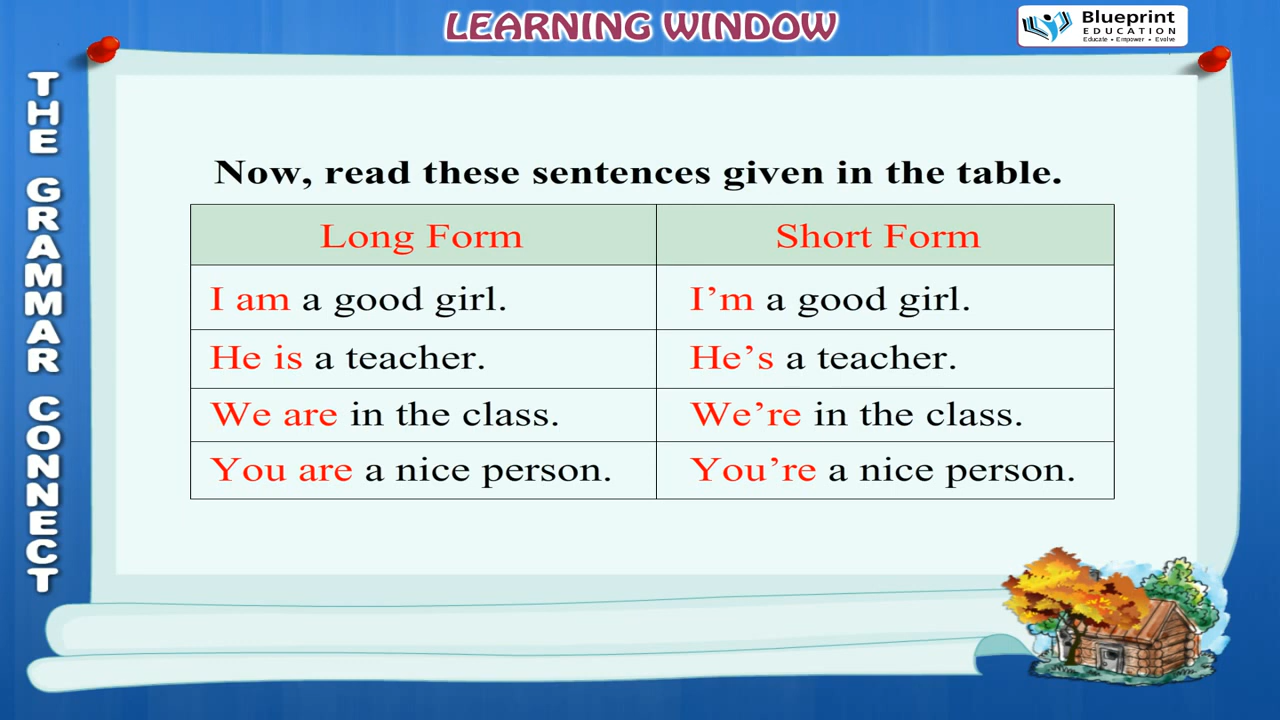 LEARNING WINDOW
Blueprint
EDUCATION
Educate • Empower • Evolve
THE GRAMMAR CONNECT
Now, read these sentences given in the table.
Long Form Short Form
I am a good girl. I’m a good girl.
He is a teacher. He’s a teacher.
We are in the class. We’re in the class.
You are a nice person. You’re a nice person.